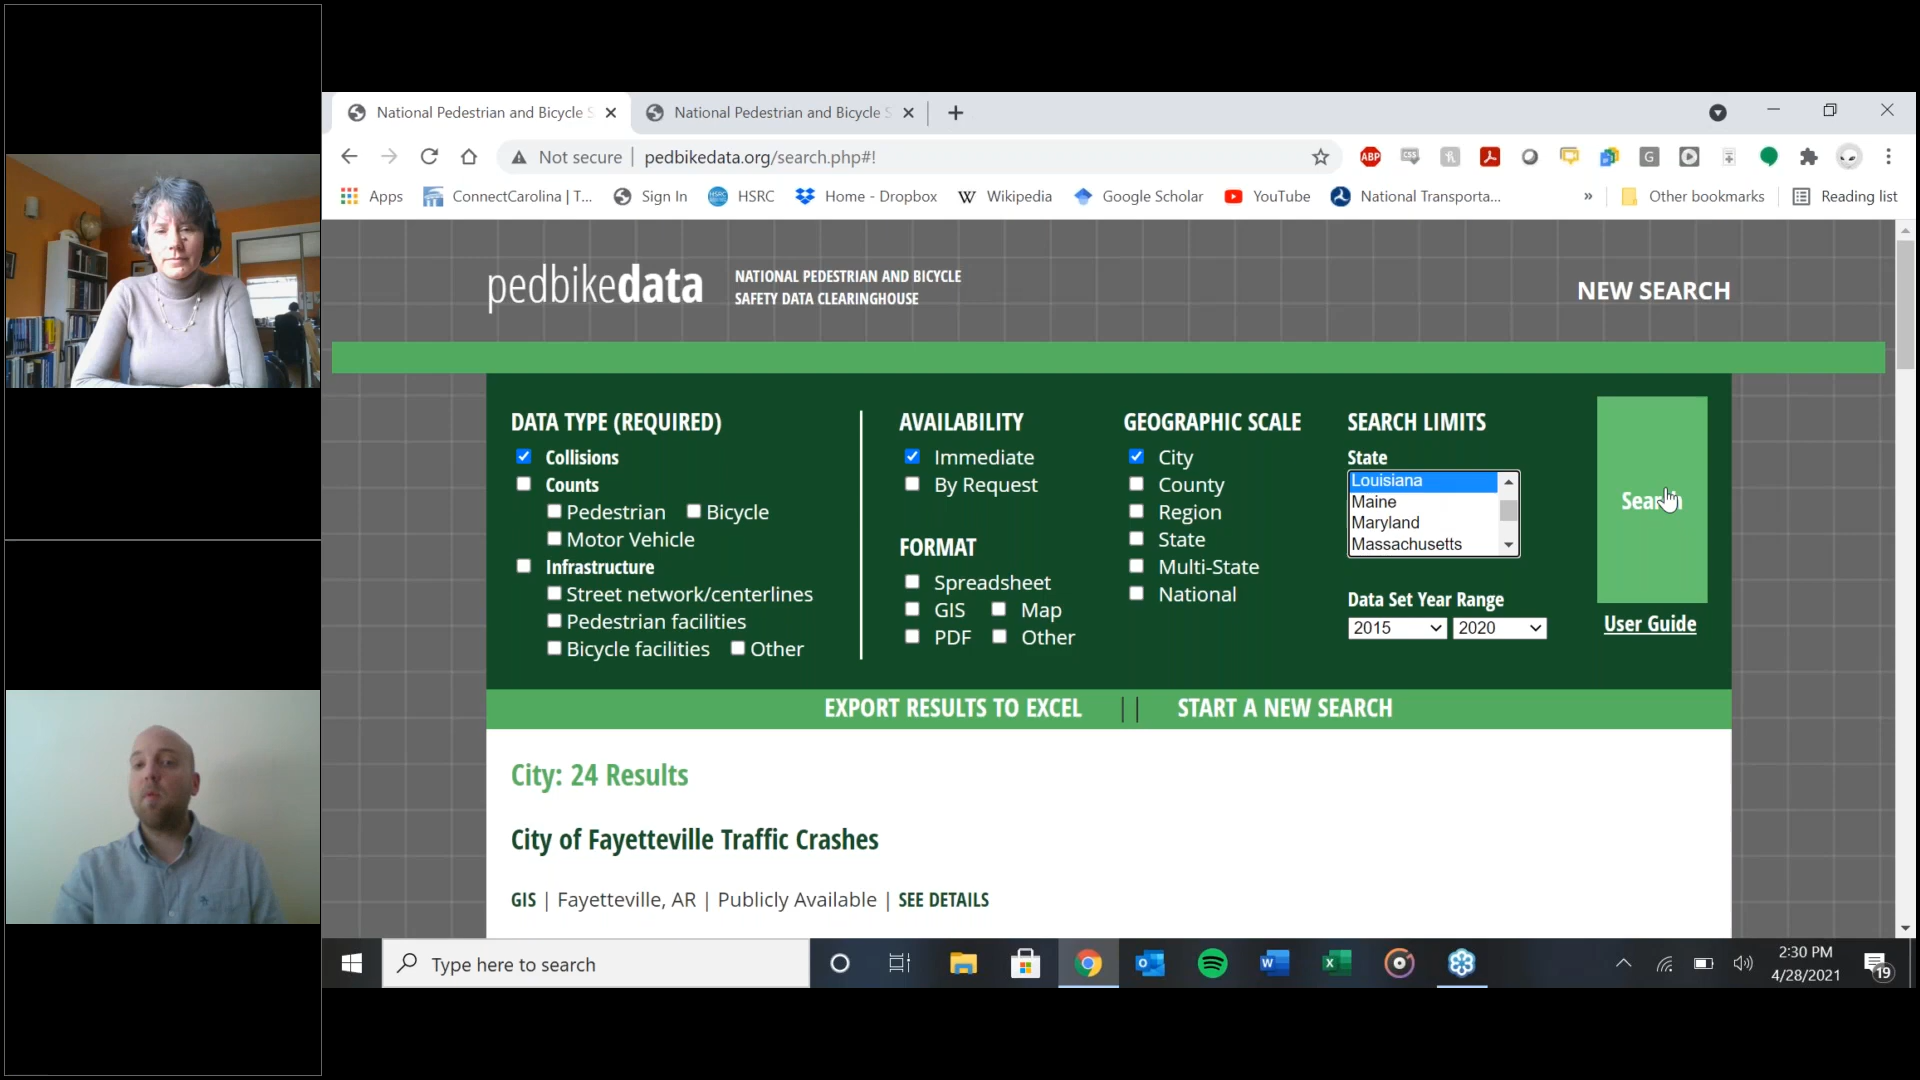 National Pedestrian and Bicycle S
National Pedestrian and Bicycle S
Not secure
pedbikedata.org/search.php#!
ABP
CSS
G
Apps
ConnectCarolina | T...
Sign In
HSRC
Home - Dropbox
Wikipedia
Google Scholar
YouTube
National Transporta...
»
Other bookmarks
Reading list
pedbikedata
NATIONAL PEDESTRIAN AND BICYCLE
SAFETY DATA CLEARINGHOUSE
NEW SEARCH
DATA TYPE (REQUIRED)
Collisions
Counts
Pedestrian
Bicycle
Motor Vehicle
Infrastructure
Street network/centerlines
Pedestrian facilities
Bicycle facilities
Other
AVAILABILITY
Immediate
By Request
FORMAT
Spreadsheet
GIS
Map
PDF
Other
GEOGRAPHIC SCALE
City
County
Region
State
Multi-State
National
SEARCH LIMITS
State
Louisiana
Maine
Maryland
Massachusetts
Data Set Year Range
2015
2020
Search
User Guide
EXPORT RESULTS TO EXCEL || START A NEW SEARCH
City: 24 Results
City of Fayetteville Traffic Crashes
GIS | Fayetteville, AR | Publicly Available | SEE DETAILS
Type here to search
2:30 PM
4/28/2021
19